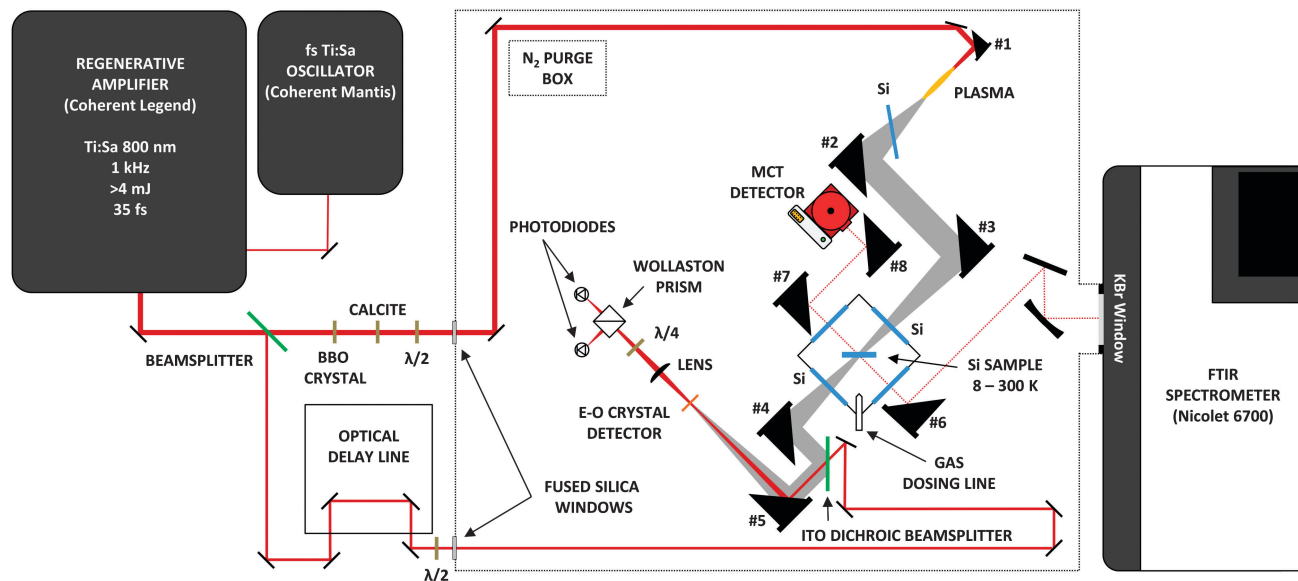 REGENERATIVE
AMPLIFIER
(Coherent Legend)
Ti:Sa 800 nm
1 kHz
>4 mJ
35 fs
fs Ti:Sa
OSCILLATOR
(Coherent Mantis)
N₂ PURGE
BOX
#1
PLASMA
Si
#2
MCT
DETECTOR
#3
PHOTODIODES
#8
WOLLASTON
PRISM
#7
KBr Window
CALCITE
λ/4
Si
BEAMSPLITTER
BBO
CRYSTAL
λ/2
LENS
Si
Si SAMPLE
8 – 300 K
FTIR
SPECTROMETER
(Nicolet 6700)
E-O CRYSTAL
DETECTOR
#4
#6
OPTICAL
DELAY LINE
GAS
DOSING LINE
FUSED SILICA
WINDOWS
#5
ITO DICHROIC BEAMSPLITTER
λ/2